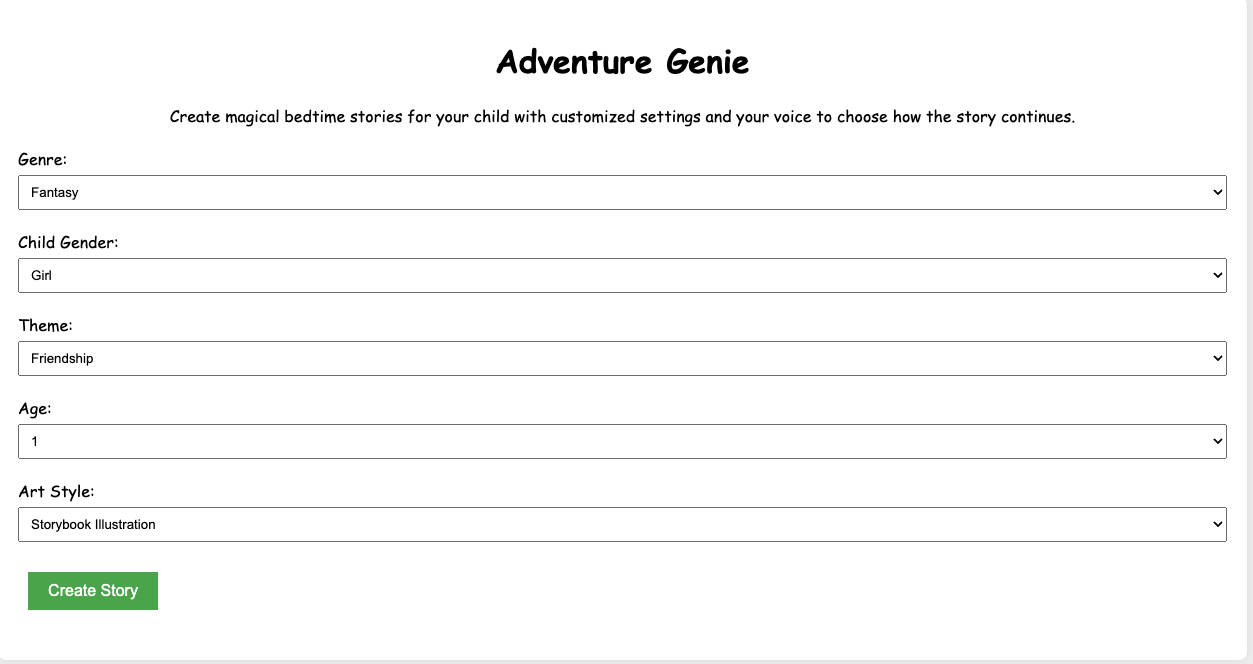 Adventure Genie
Create magical bedtime stories for your child with customized settings and your voice to choose how the story continues.
Genre:
Fantasy
Child Gender:
Girl
Theme:
Friendship
Age:
1
Art Style:
Storybook Illustration
Create Story